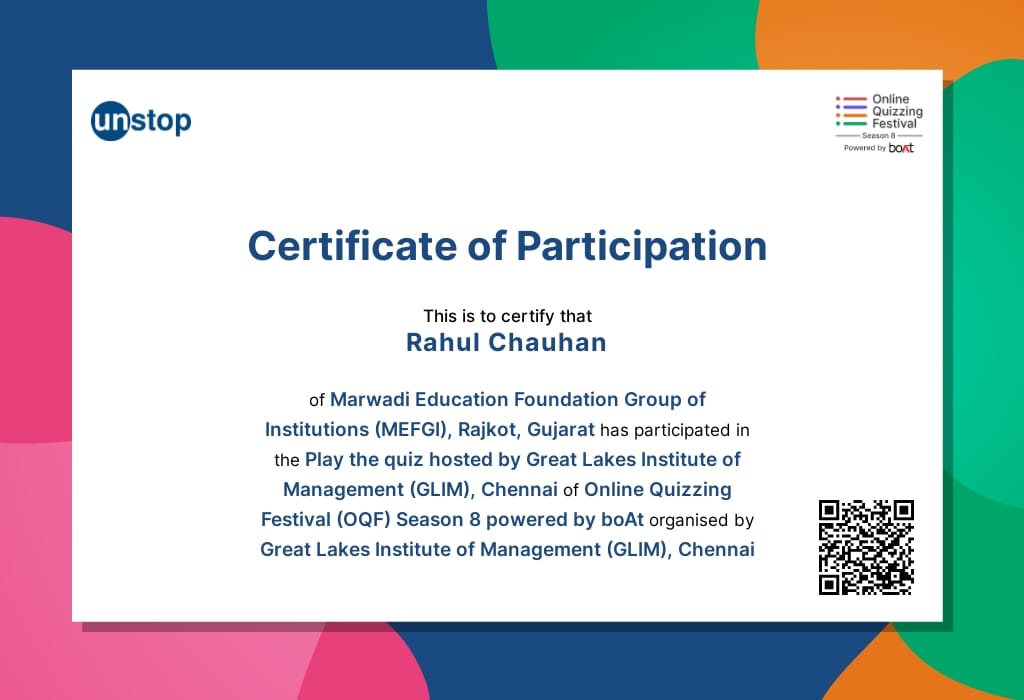 unstop
Online
Quizzing
Festival
Season 8
Powered by boAt
Certificate of Participation
This is to certify that
Rahul Chauhan
of Marwadi Education Foundation Group of
Institutions (MEFGI), Rajkot, Gujarat has participated in
the Play the quiz hosted by Great Lakes Institute of
Management (GLIM), Chennai of Online Quizzing
Festival (OQF) Season 8 powered by boAt organised by
Great Lakes Institute of Management (GLIM), Chennai